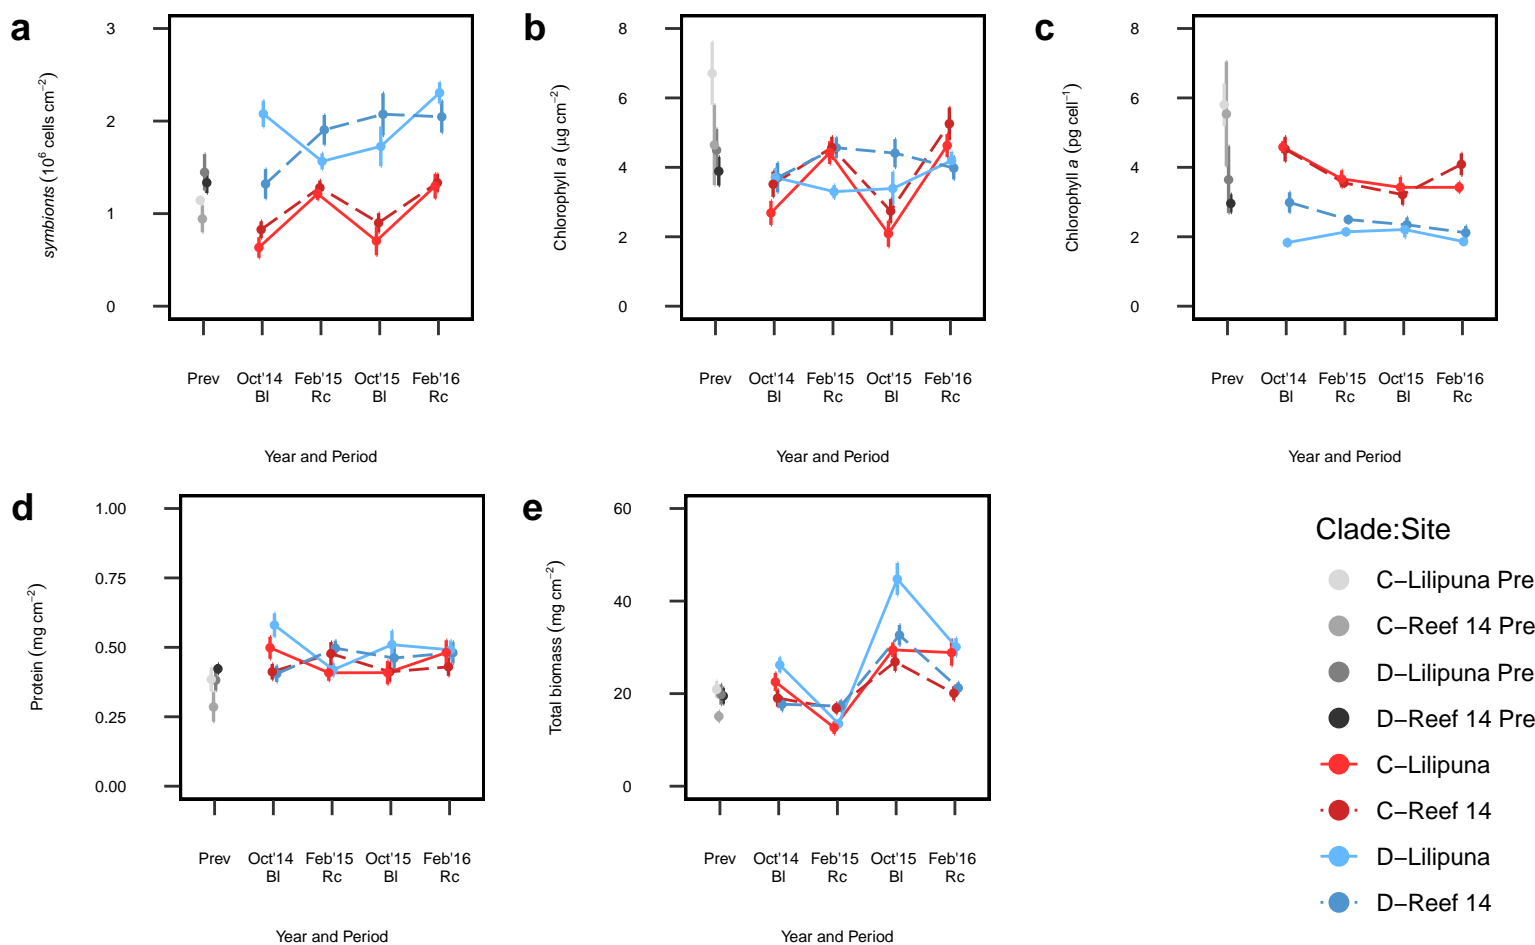 a
symbionts (10⁶ cells cm⁻²)
3
2
1
0
Prev Oct'14 Feb'15 Oct'15 Feb'16
Bl Rc Bl Rc
Year and Period
b
Chlorophyll a (µg cm⁻²)
8
6
4
2
0
Prev Oct'14 Feb'15 Oct'15 Feb'16
Bl Rc Bl Rc
Year and Period
c
Chlorophyll a (pg cell⁻¹)
8
6
4
2
0
Prev Oct'14 Feb'15 Oct'15 Feb'16
Bl Rc Bl Rc
Year and Period
d
Protein (mg cm⁻²)
1.00
0.75
0.50
0.25
0.00
Prev Oct'14 Feb'15 Oct'15 Feb'16
Bl Rc Bl Rc
Year and Period
e
Total biomass (mg cm⁻²)
60
40
20
0
Prev Oct'14 Feb'15 Oct'15 Feb'16
Bl Rc Bl Rc
Year and Period
Clade:Site
C−Lilipuna Pre
C−Reef 14 Pre
D−Lilipuna Pre
D−Reef 14 Pre
C−Lilipuna
C−Reef 14
D−Lilipuna
D−Reef 14